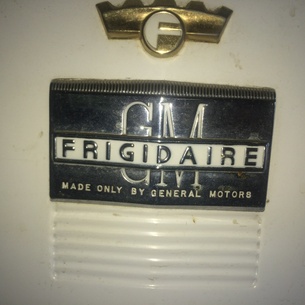 F
GM
FRIGIDAIRE
MADE ONLY BY GENERAL MOTORS